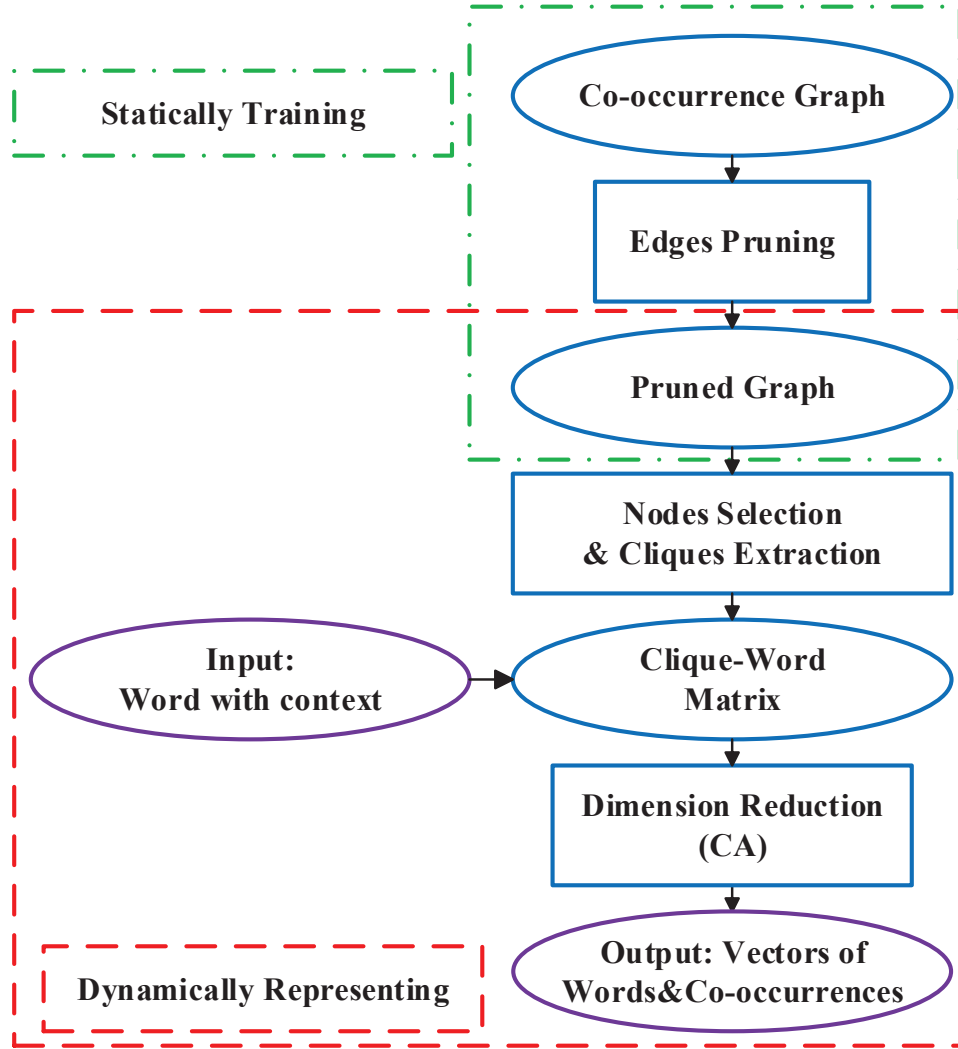 Co-occurrence Graph
Statically Training
Edges Pruning
Pruned Graph
Nodes Selection
& Cliques Extraction
Input:
Word with context
Clique-Word
Matrix
Dimension Reduction
(CA)
Output: Vectors of
Words&Co-occurrences
Dynamically Representing